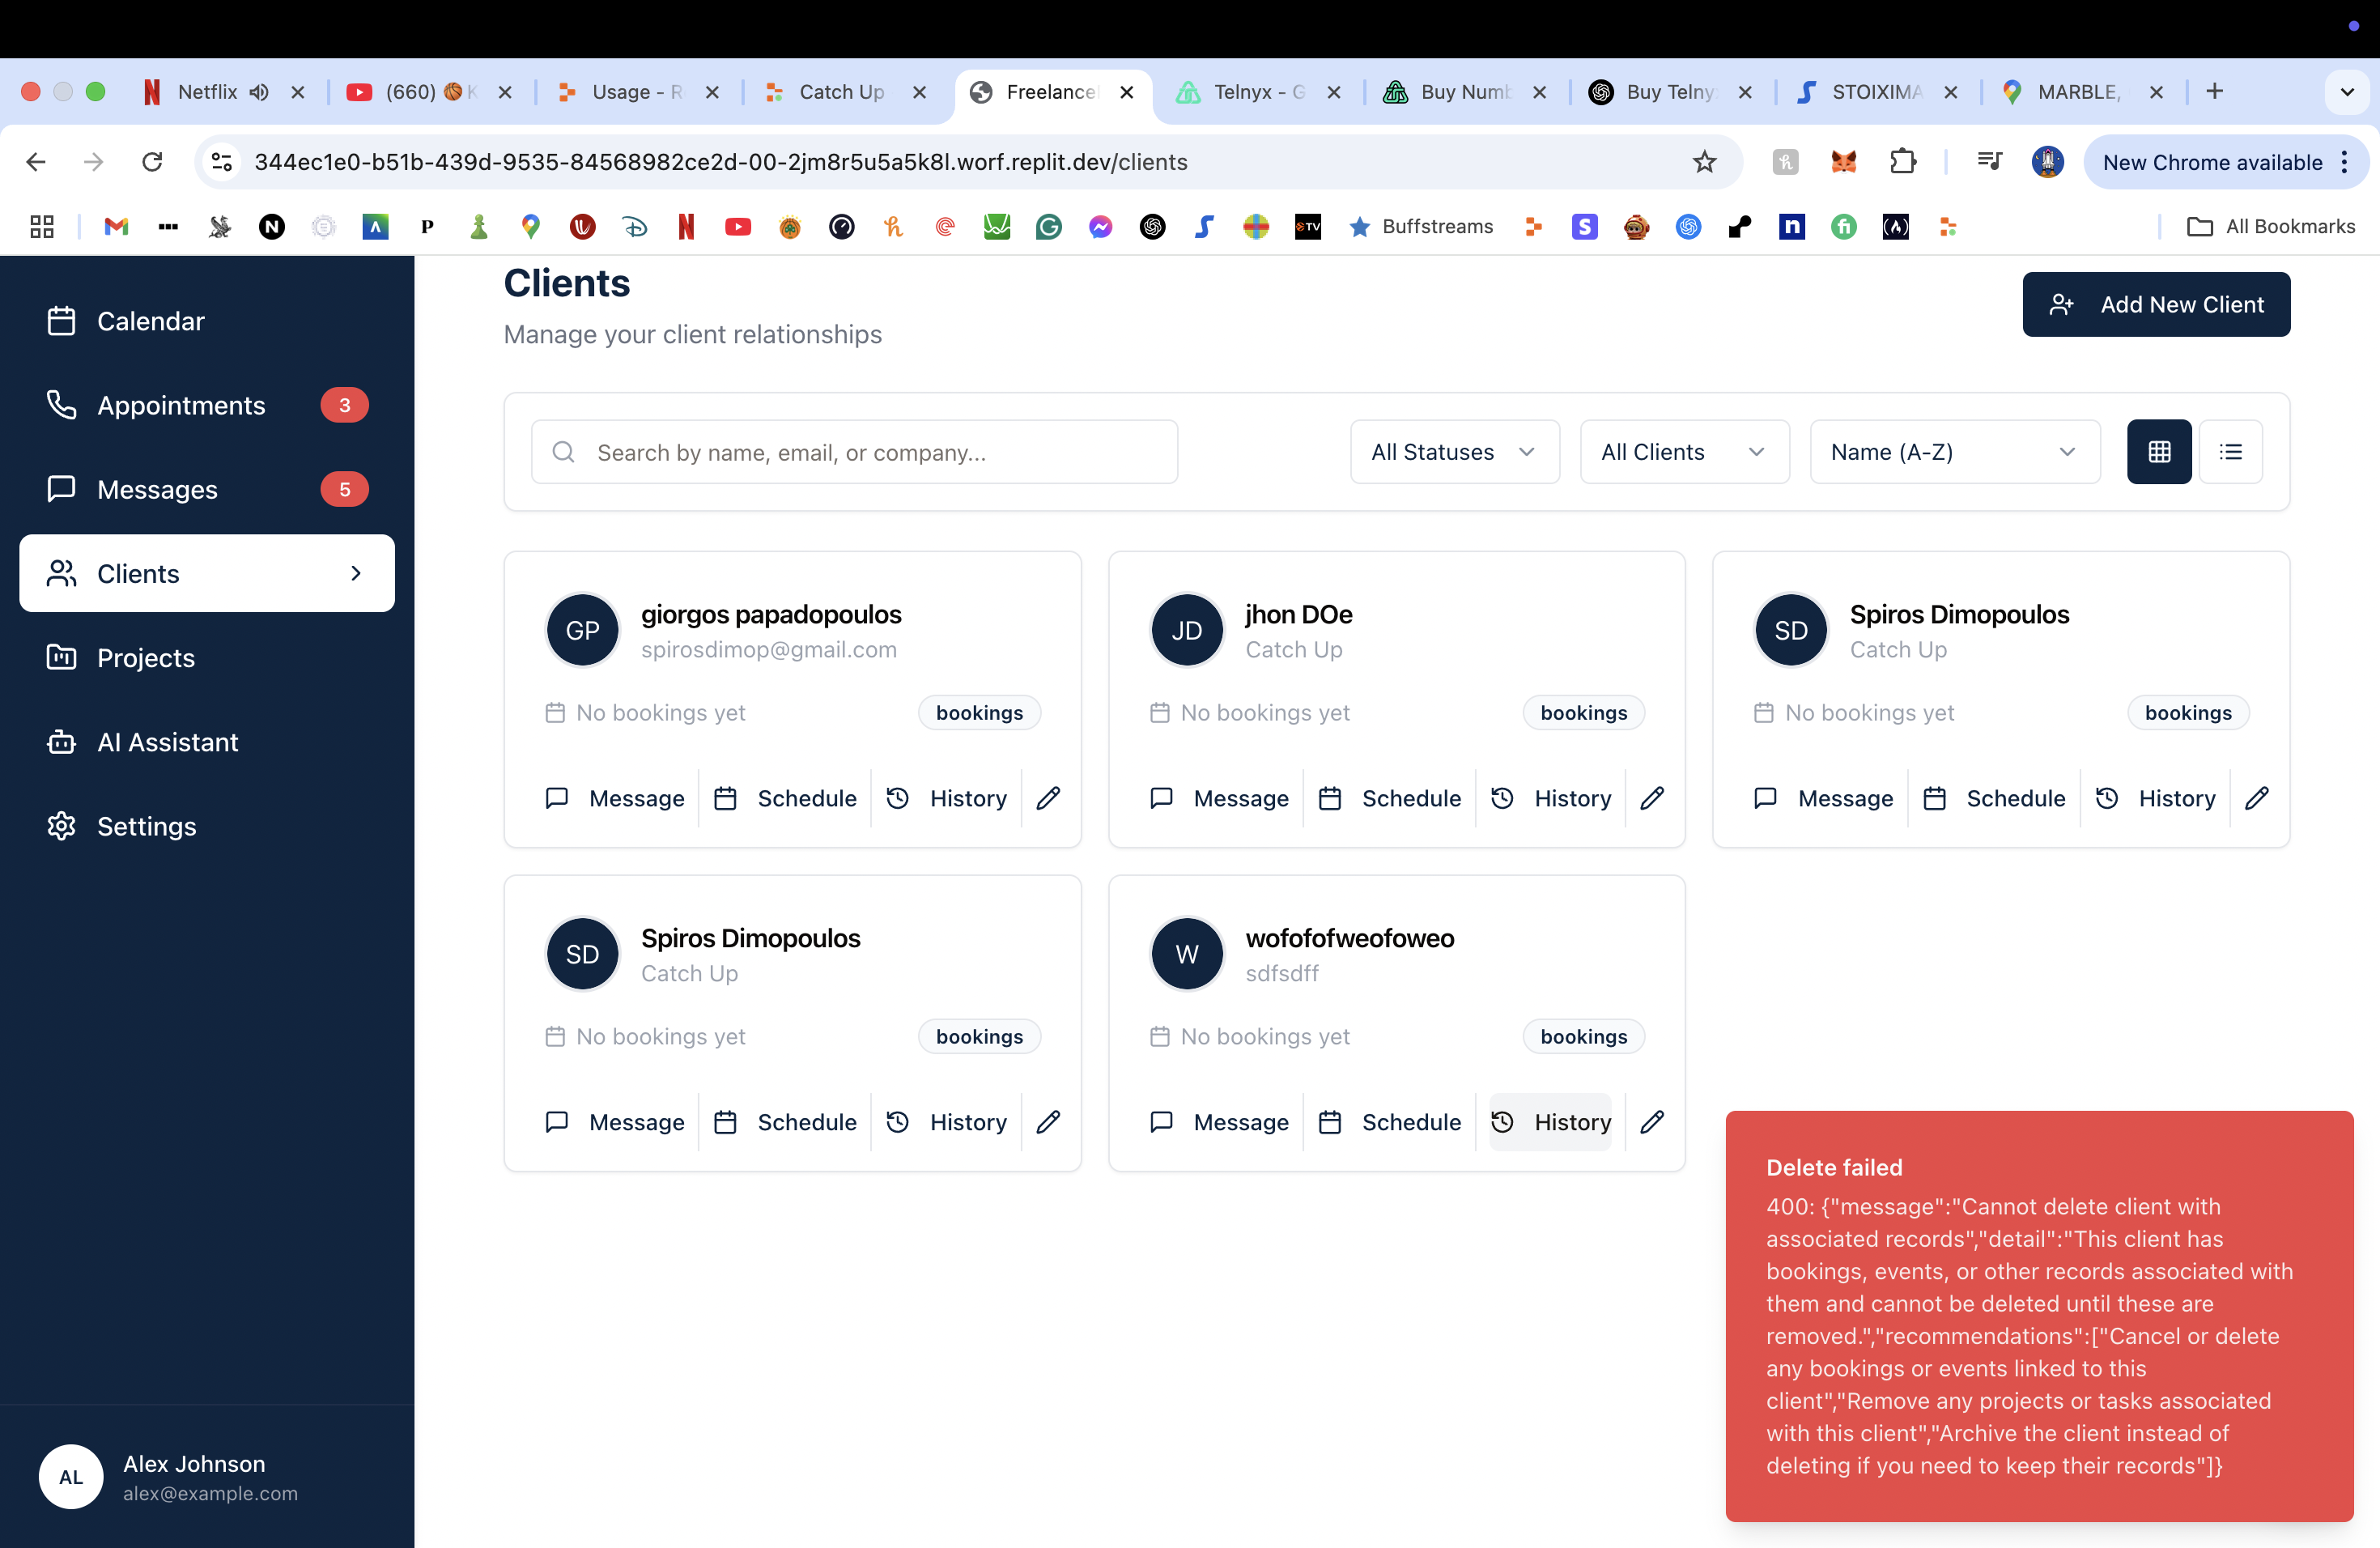 Netflix
(660) 🏀 K
Usage - R
Catch Up
Freelance
Telnyx - G
Buy Numb
Buy Telny
STOIXIMA
MARBLE,
344ec1e0-b51b-439d-9535-84568982ce2d-00-2jm8r5u5a5k8l.worf.replit.dev/clients
New Chrome available
Buffstreams
All Bookmarks
Calendar
Appointments 3
Messages 5
Clients
Projects
AI Assistant
Settings
AL
Alex Johnson
alex@example.com
Clients
Manage your client relationships
Add New Client
Search by name, email, or company...
All Statuses
All Clients
Name (A-Z)
GP
giorgos papadopoulos
spirosdimop@gmail.com
No bookings yet
bookings
Message Schedule History
JD
jhon DOe
Catch Up
No bookings yet
bookings
Message Schedule History
SD
Spiros Dimopoulos
Catch Up
No bookings yet
bookings
Message Schedule History
SD
Spiros Dimopoulos
Catch Up
No bookings yet
bookings
Message Schedule History
W
wofofofweofoweo
sdfsdff
No bookings yet
bookings
Message Schedule History
Delete failed
400: {"message":"Cannot delete client with
associated records","detail":"This client has
bookings, events, or other records associated with
them and cannot be deleted until these are
removed.","recommendations":["Cancel or delete
any bookings or events linked to this
client","Remove any projects or tasks associated
with this client","Archive the client instead of
deleting if you need to keep their records"]}